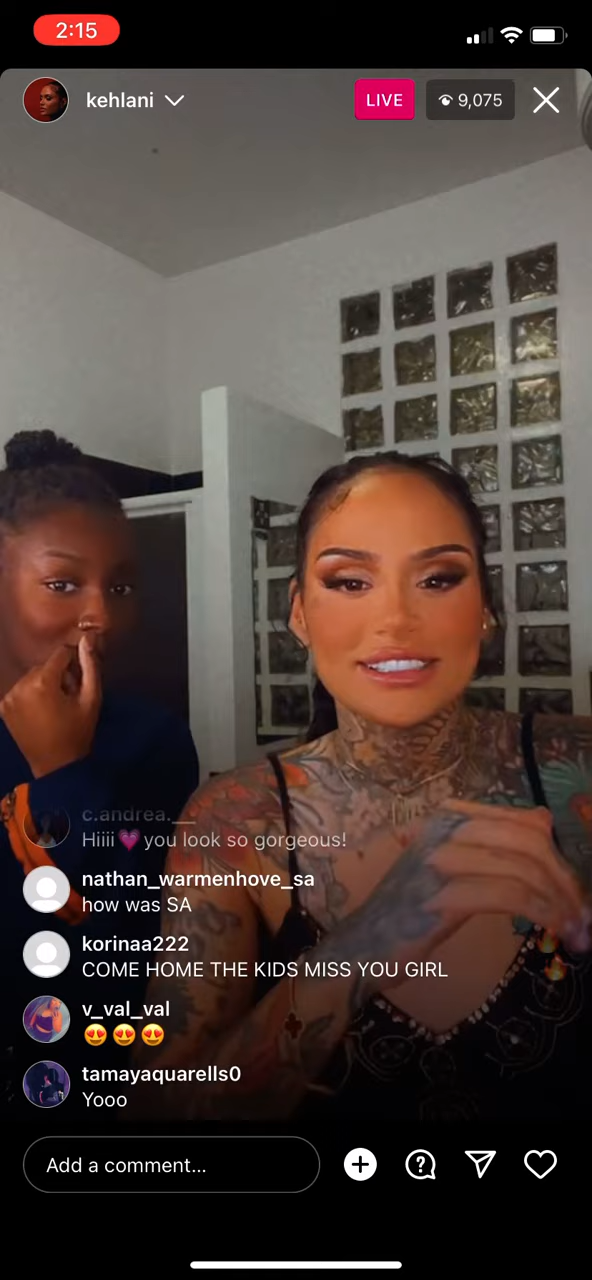 2:15
kehlani
LIVE
9,075
c.andrea.__
Hiiii💗you look so gorgeous!
nathan_warmenhove_sa
how was SA
korinaa222
COME HOME THE KIDS MISS YOU GIRL
v_val_val
😍😍😍
tamayaquarells0
Yooo
Add a comment...